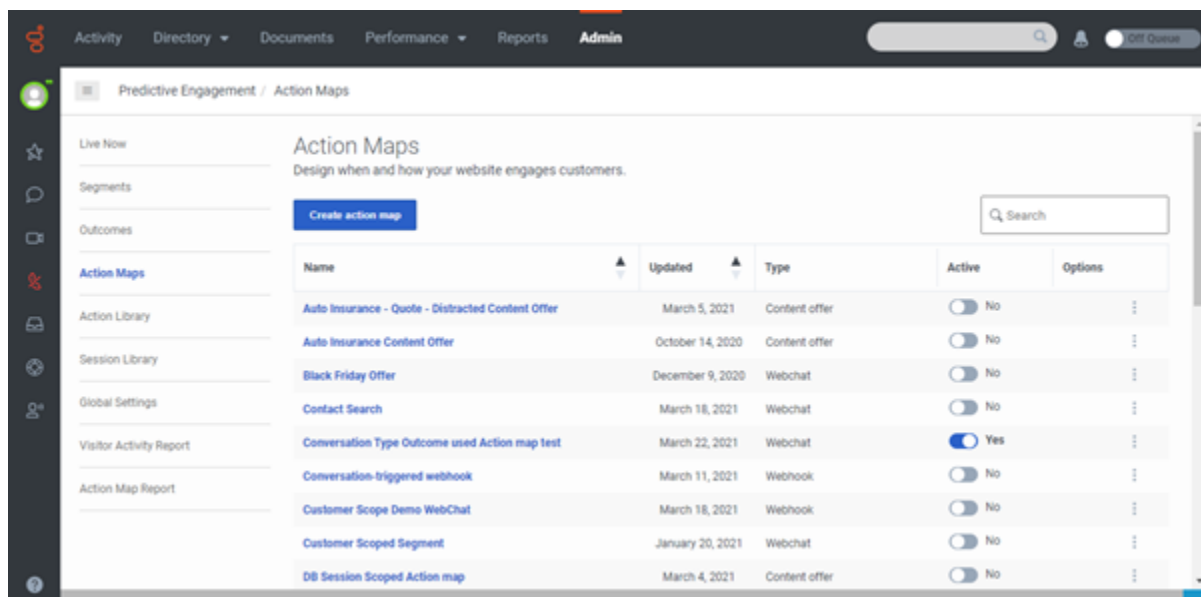 Activity Directory Documents Performance Reports Admin Off Queue
Predictive Engagement / Action Maps
Live Now
Segments
Outcomes
Action Maps
Action Library
Session Library
Global Settings
Visitor Activity Report
Action Map Report
Action Maps
Design when and how your website engages customers.
Create action map
Search
Name Updated Type Active Options
Auto Insurance - Quote - Distracted Content Offer March 5, 2021 Content offer No
Auto Insurance Content Offer October 14, 2020 Content offer No
Black Friday Offer December 9, 2020 Webchat No
Contact Search March 18, 2021 Webchat No
Conversation Type Outcome used Action map test March 22, 2021 Webchat Yes
Conversation-triggered webhook March 11, 2021 Webhook No
Customer Scope Demo WebChat March 18, 2021 Webhook No
Customer Scoped Segment January 20, 2021 Webchat No
DB Session Scoped Action map March 4, 2021 Content offer No